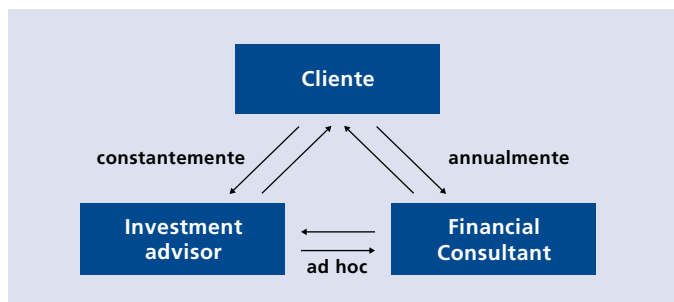 Cliente
constantemente
annualmente
Investment
advisor
Financial
Consultant
ad hoc